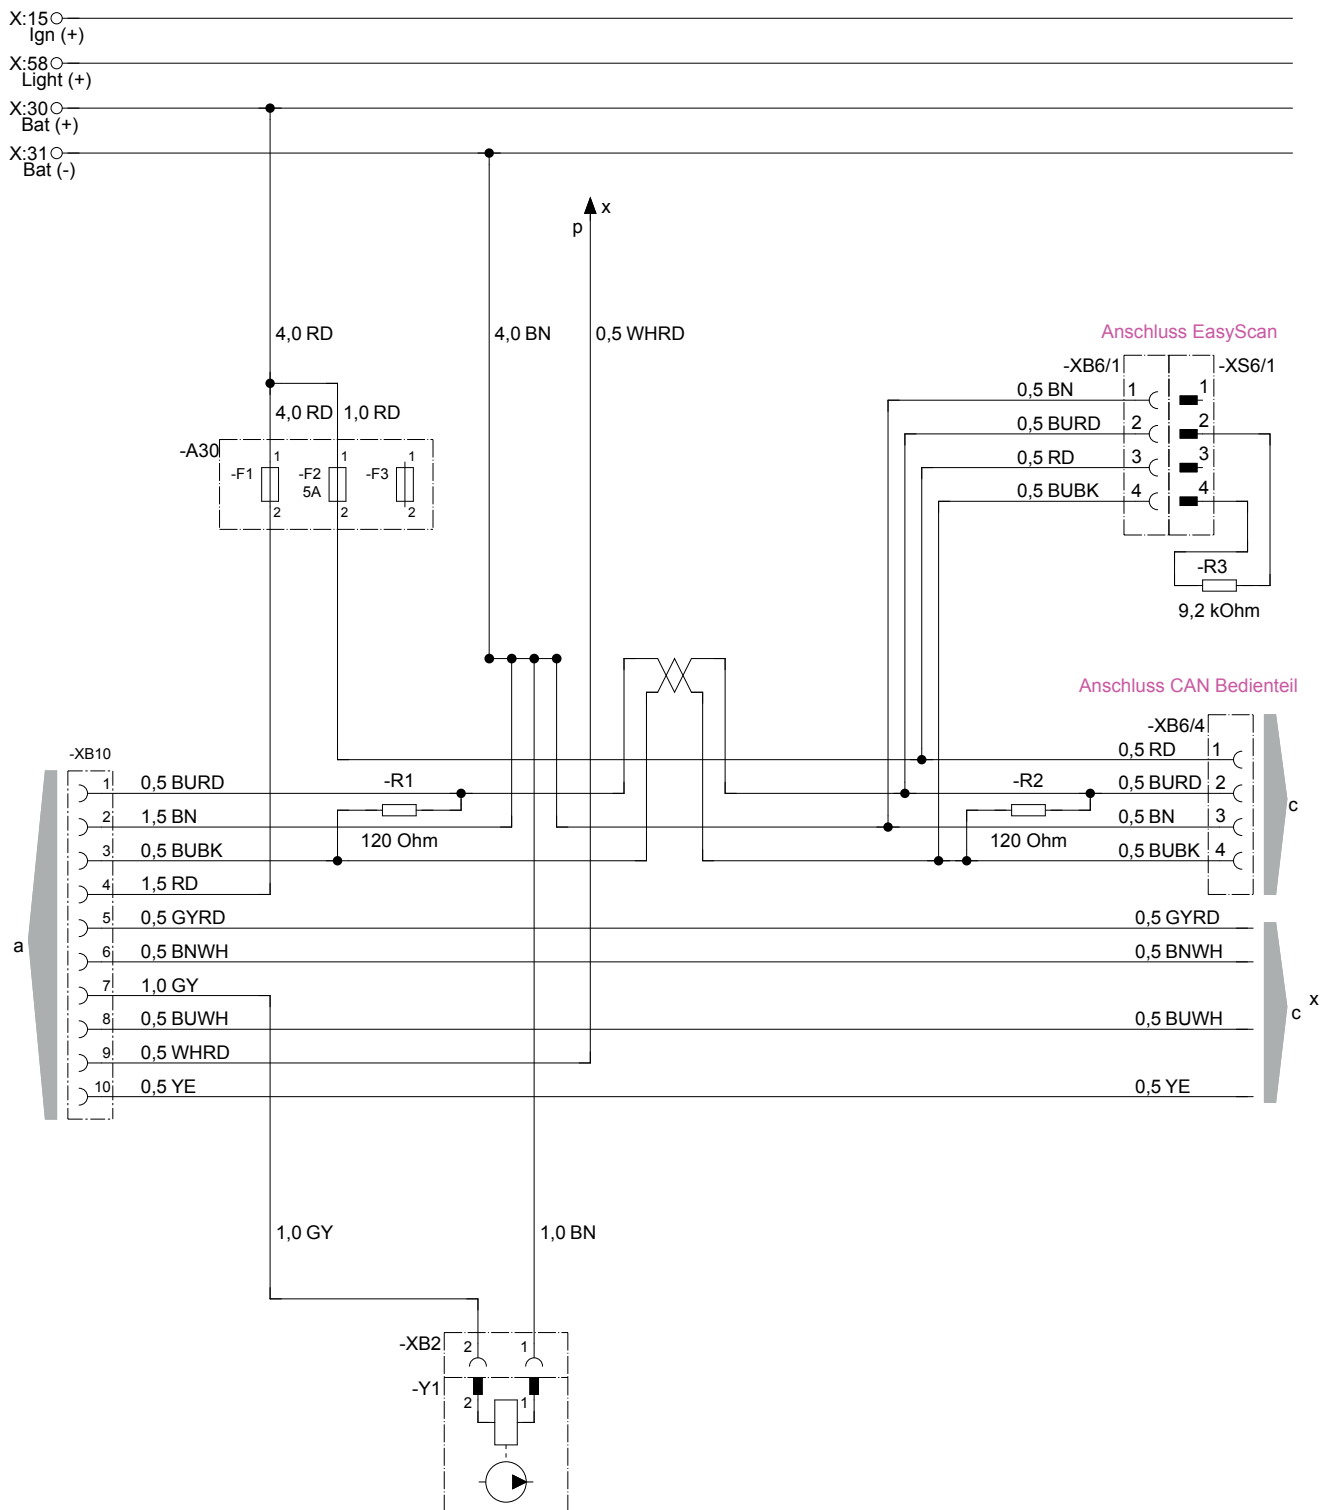 X:15
Ign (+)
X:58
Light (+)
X:30
Bat (+)
X:31
Bat (-)
x
p
4,0 RD
4,0 BN
0,5 WHRD
Anschluss EasyScan
-XB6/1
-XS6/1
0,5 BN
1
1
0,5 BURD
2
2
0,5 RD
3
3
0,5 BUBK
4
4
-R3
9,2 kOhm
4,0 RD
1,0 RD
-A30
1
1
1
-F1
-F2
5A
-F3
2
2
2
Anschluss CAN Bedienteil
-XB6/4
0,5 RD
1
0,5 BURD
2
0,5 BN
3
0,5 BUBK
4
c
-R1
120 Ohm
-R2
120 Ohm
-XB10
a
1
0,5 BURD
2
1,5 BN
3
0,5 BUBK
4
1,5 RD
5
0,5 GYRD
0,5 GYRD
6
0,5 BNWH
0,5 BNWH
7
1,0 GY
8
0,5 BUWH
0,5 BUWH
9
0,5 WHRD
10
0,5 YE
0,5 YE
c
x
1,0 GY
1,0 BN
-XB2
2
1
-Y1
2
1